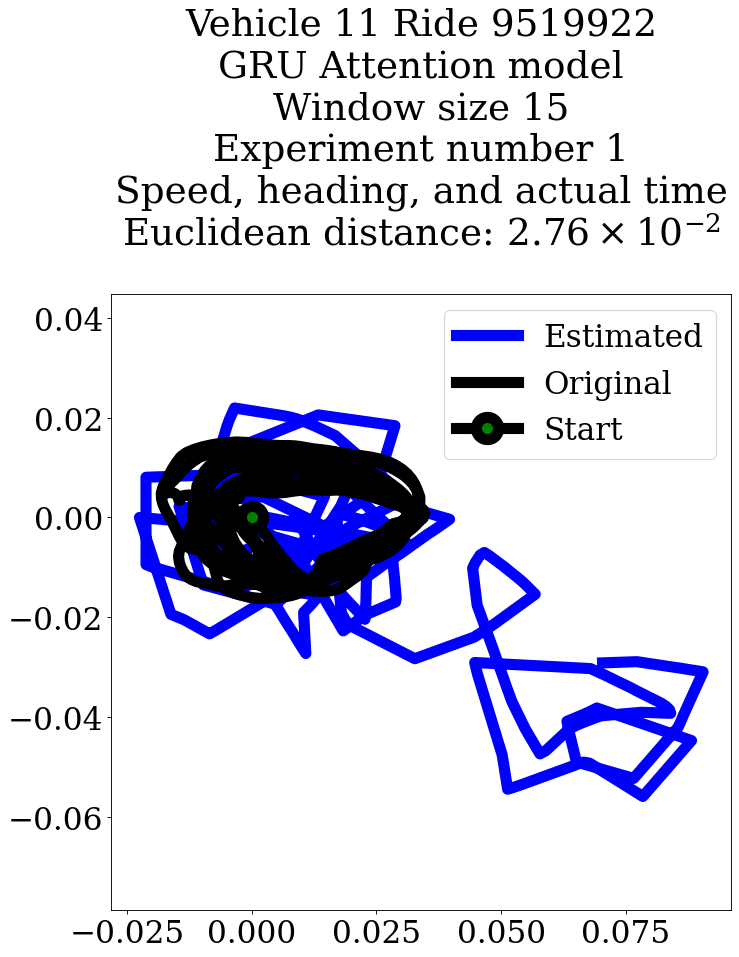 Vehicle 11 Ride 9519922
GRU Attention model
Window size 15
Experiment number 1
Speed, heading, and actual time
Euclidean distance: 2.76 × 10⁻²
Estimated
Original
Start
0.04
0.02
0.00
−0.02
−0.04
−0.06
−0.025 0.000 0.025 0.050 0.075